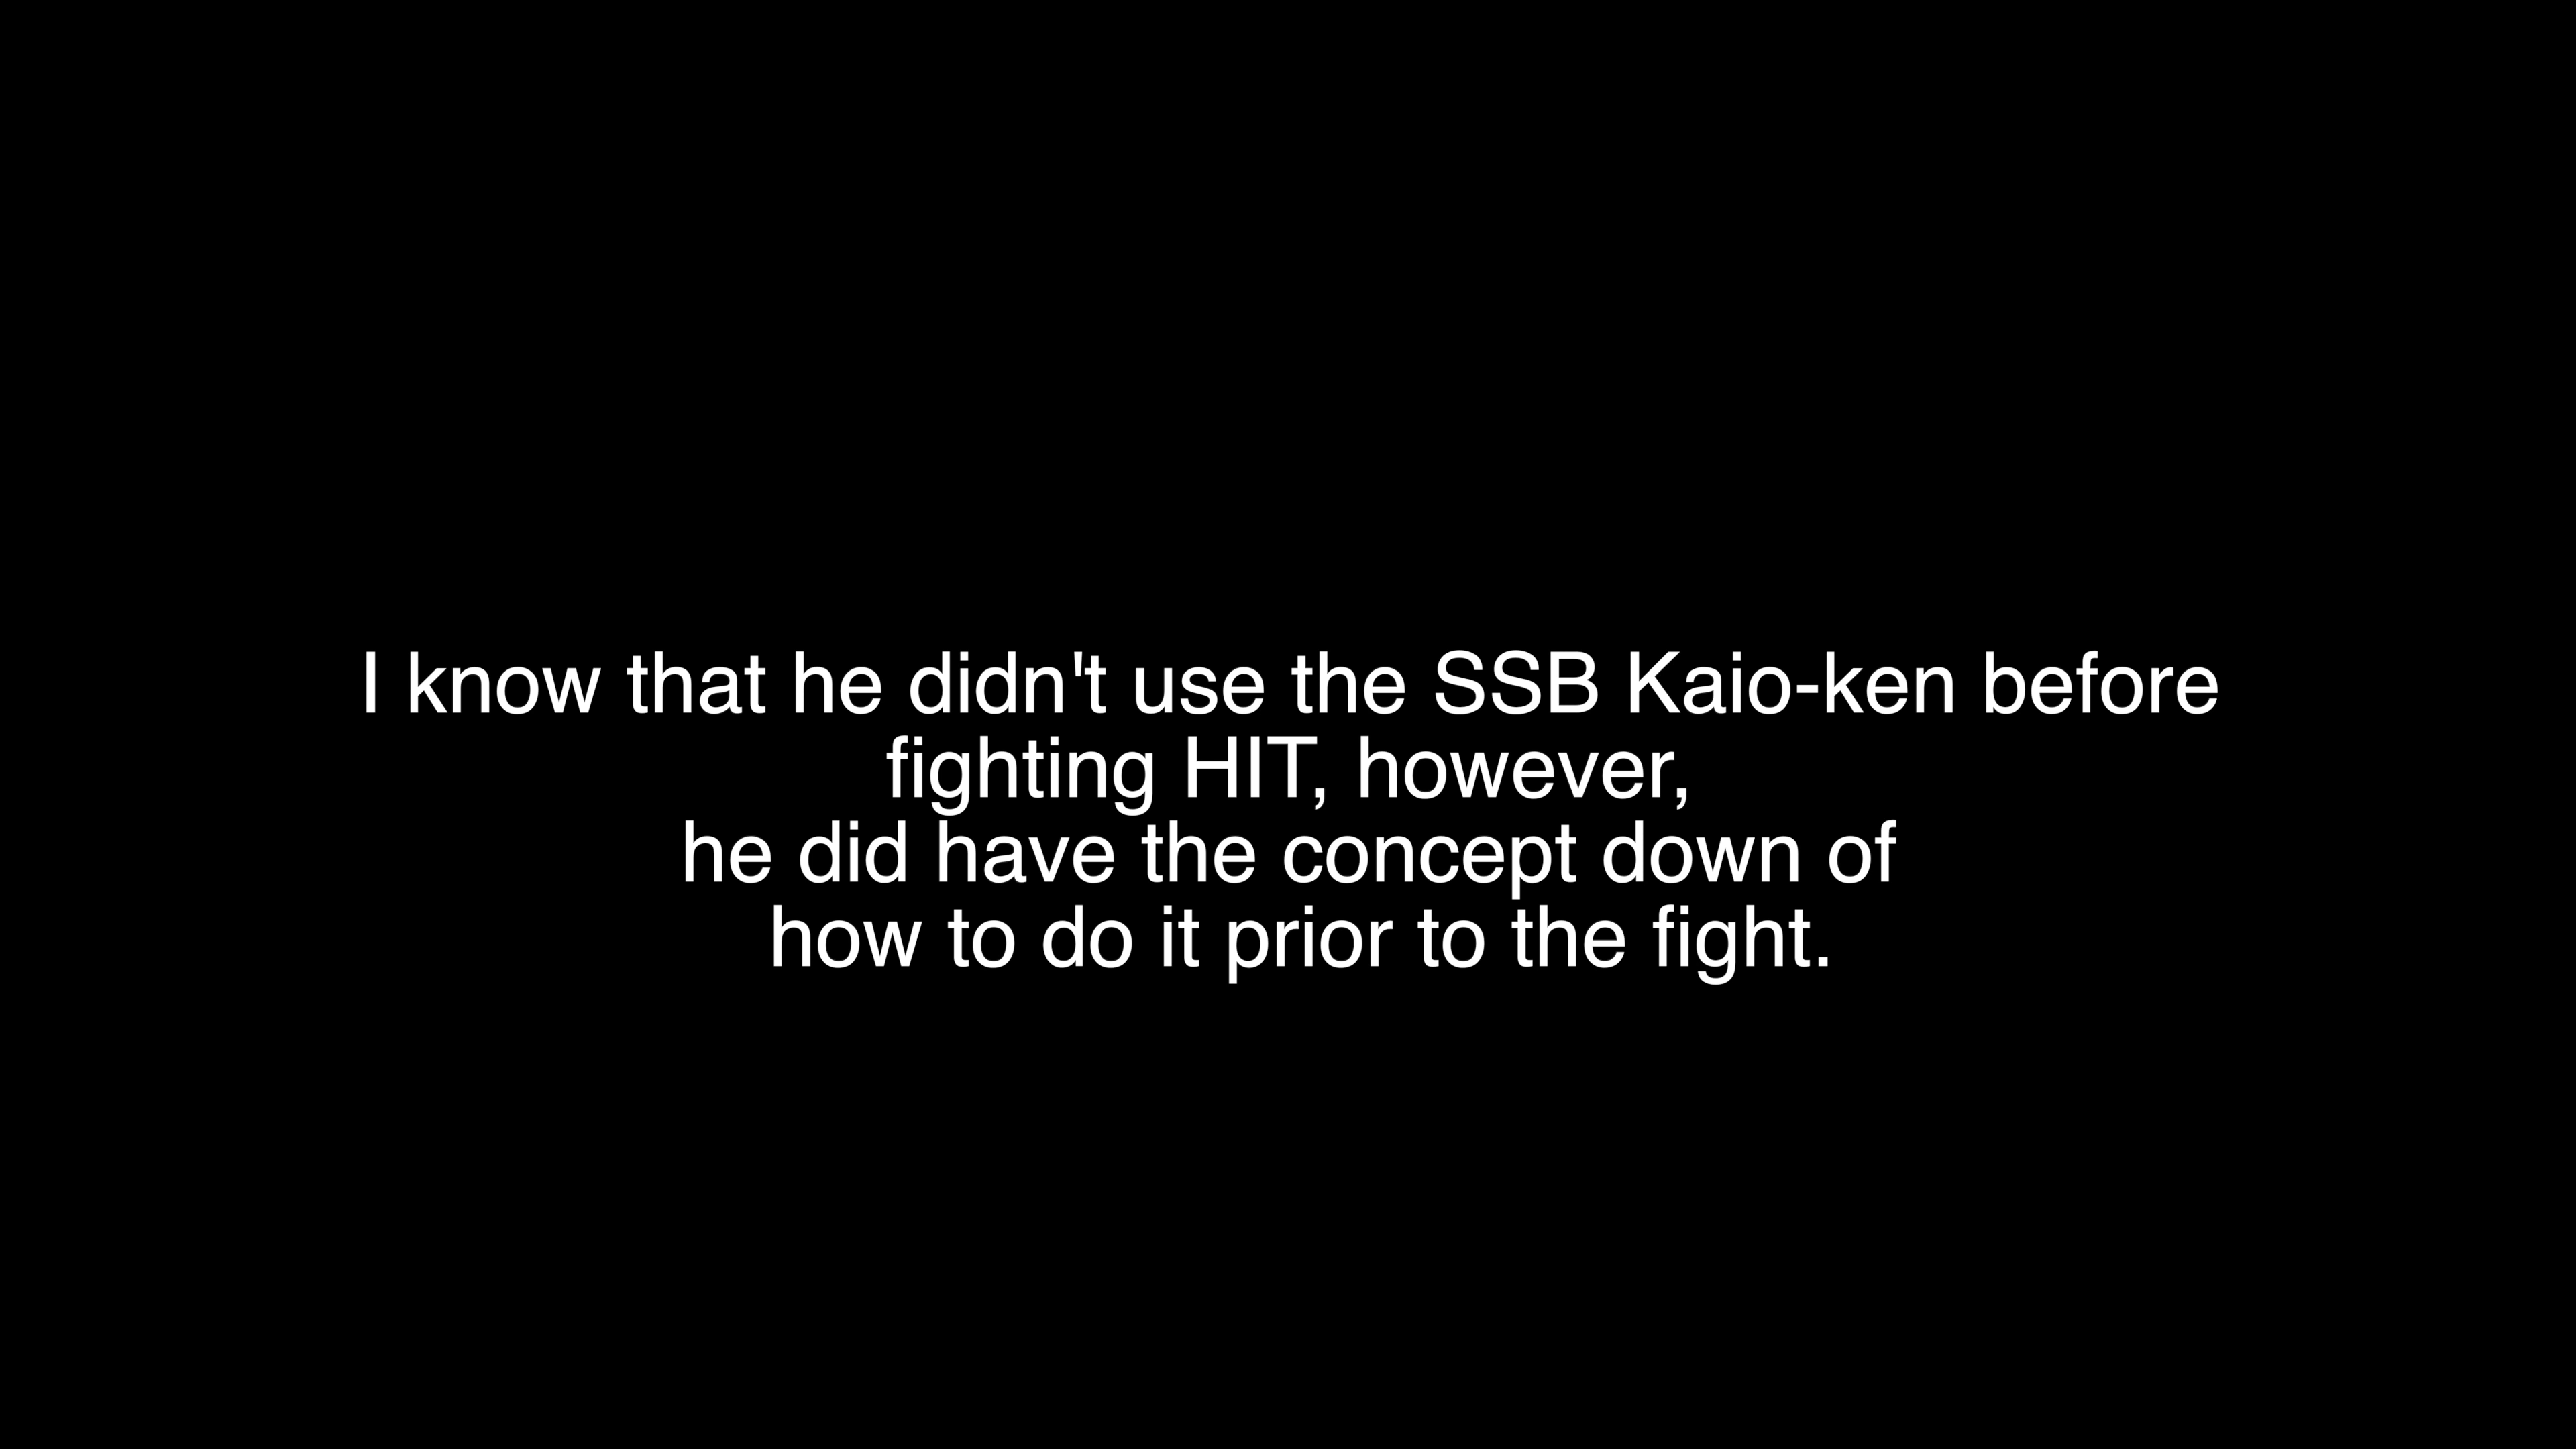 I know that he didn't use the SSB Kaio-ken before
fighting HIT, however,
he did have the concept down of
how to do it prior to the fight.